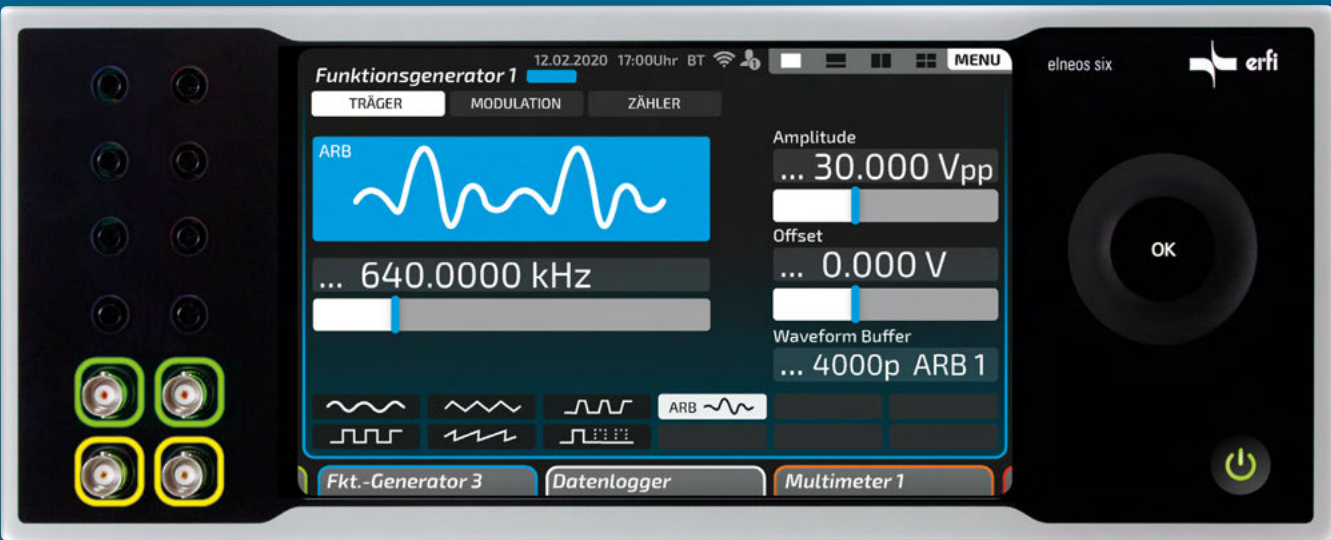 12.02.2020 17:00Uhr BT
MENU
Funktionsgenerator 1
TRÄGER
MODULATION
ZÄHLER
ARB
... 640.0000 kHz
Amplitude
... 30.000 Vpp
Offset
... 0.000 V
Waveform Buffer
... 4000p ARB 1
ARB
Fkt.-Generator 3
Datenlogger
Multimeter 1
elneos six
erfi
OK